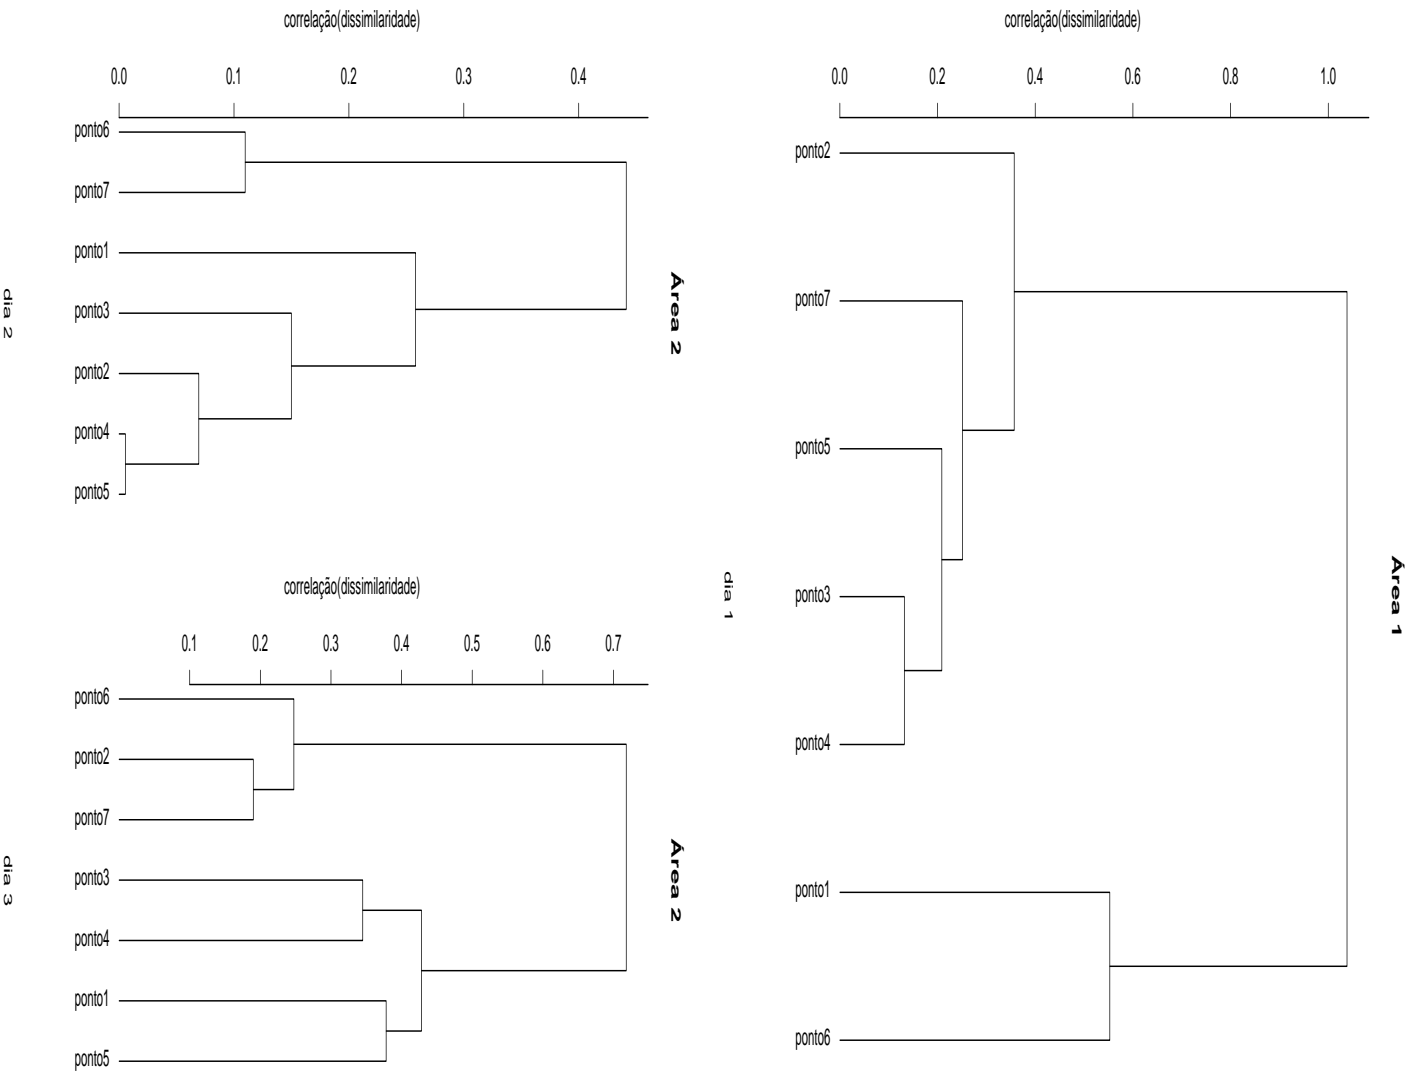 correlação(dissimilaridade)
0.0 0.1 0.2 0.3 0.4
ponto6
ponto7
ponto1
ponto3
ponto2
ponto4
ponto5
dia 2
Área 2
correlação(dissimilaridade)
0.1 0.2 0.3 0.4 0.5 0.6 0.7
ponto6
ponto2
ponto7
ponto3
ponto4
ponto1
ponto5
dia 3
Área 2
correlação(dissimilaridade)
0.0 0.2 0.4 0.6 0.8 1.0
ponto2
ponto7
ponto5
ponto3
ponto4
ponto1
ponto6
dia 1
Área 1